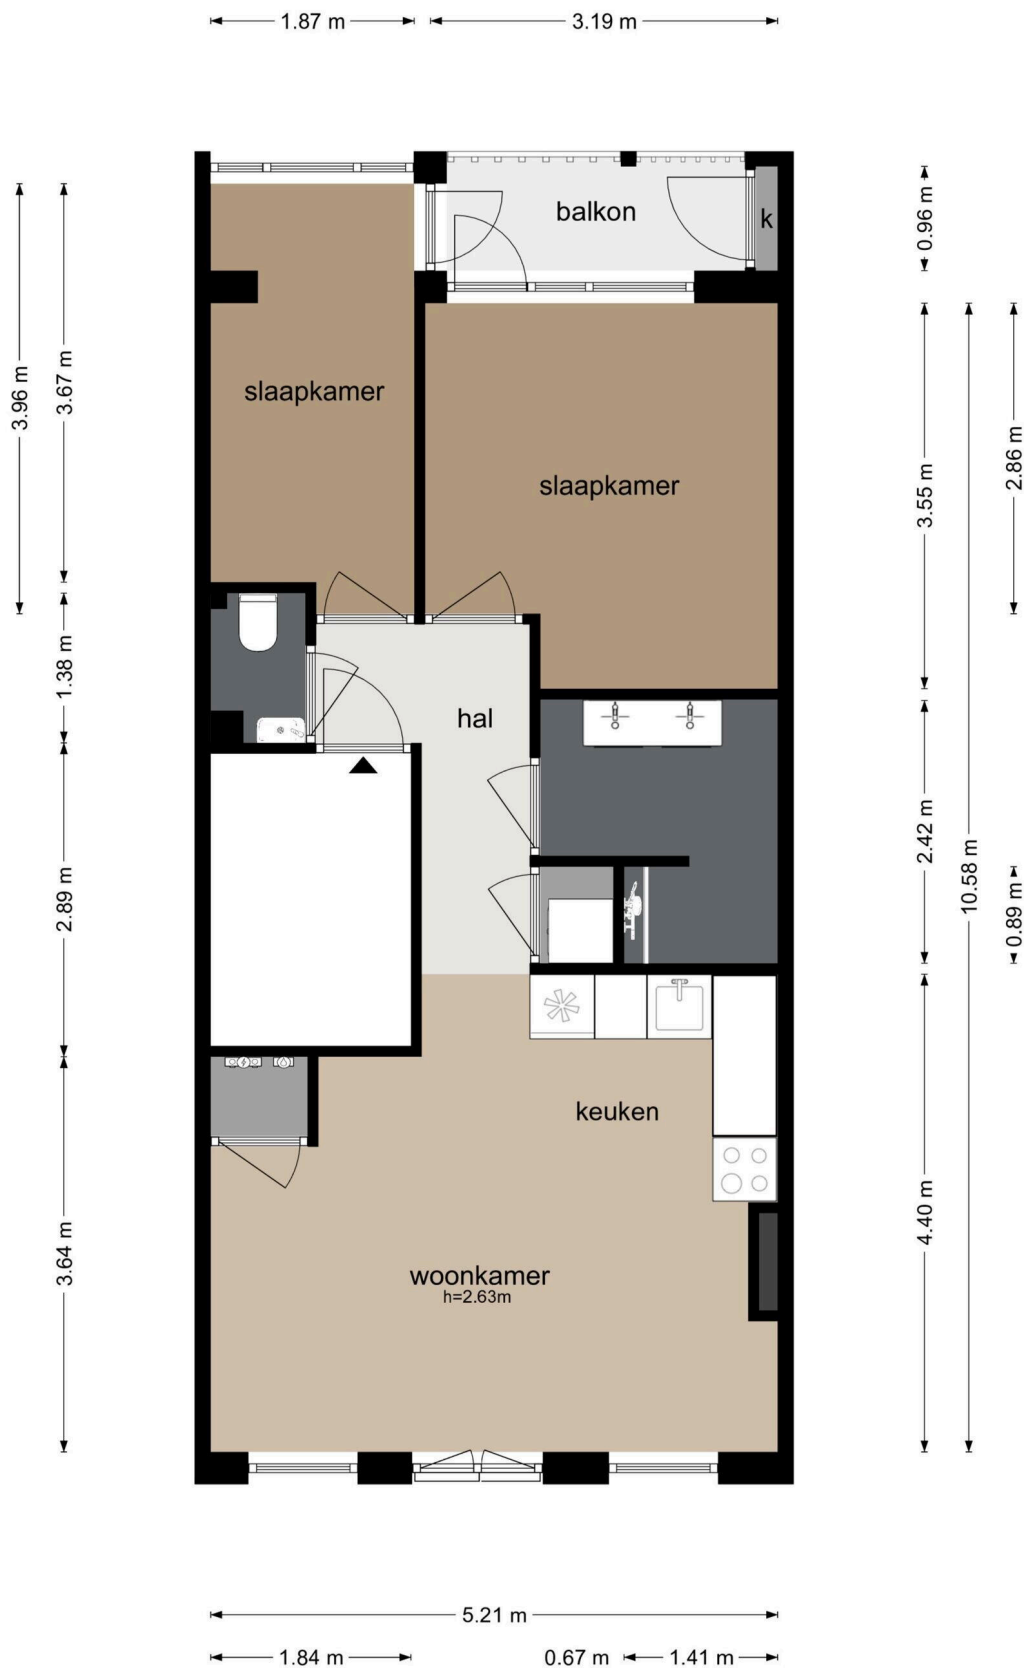 1.87 m
3.19 m
balkon
k
0.96 m
3.96 m
3.67 m
slaapkamer
slaapkamer
3.55 m
2.86 m
1.38 m
hal
2.42 m
10.58 m
2.89 m
0.89 m
keuken
3.64 m
4.40 m
woonkamer
h=2.63m
5.21 m
1.84 m
0.67 m
1.41 m